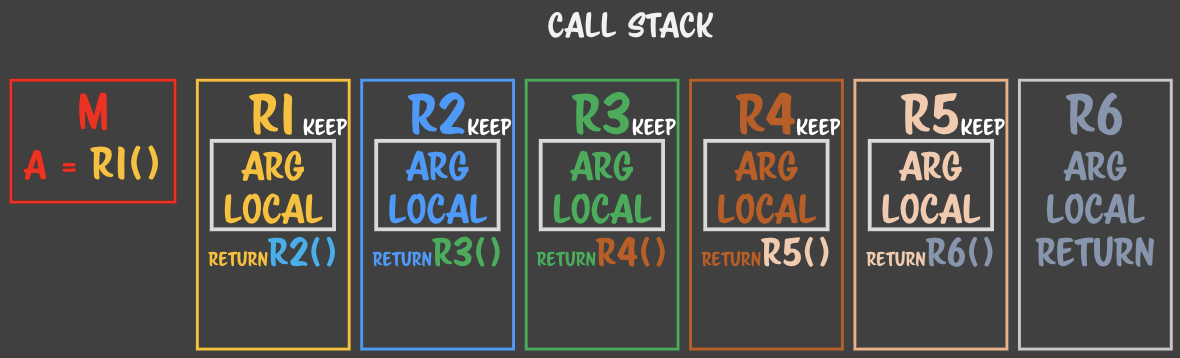 CALL STACK
M
A = R1()
R1 KEEP
ARG
LOCAL
RETURN R2()
R2 KEEP
ARG
LOCAL
RETURN R3()
R3 KEEP
ARG
LOCAL
RETURN R4()
R4 KEEP
ARG
LOCAL
RETURN R5()
R5 KEEP
ARG
LOCAL
RETURN R6()
R6
ARG
LOCAL
RETURN